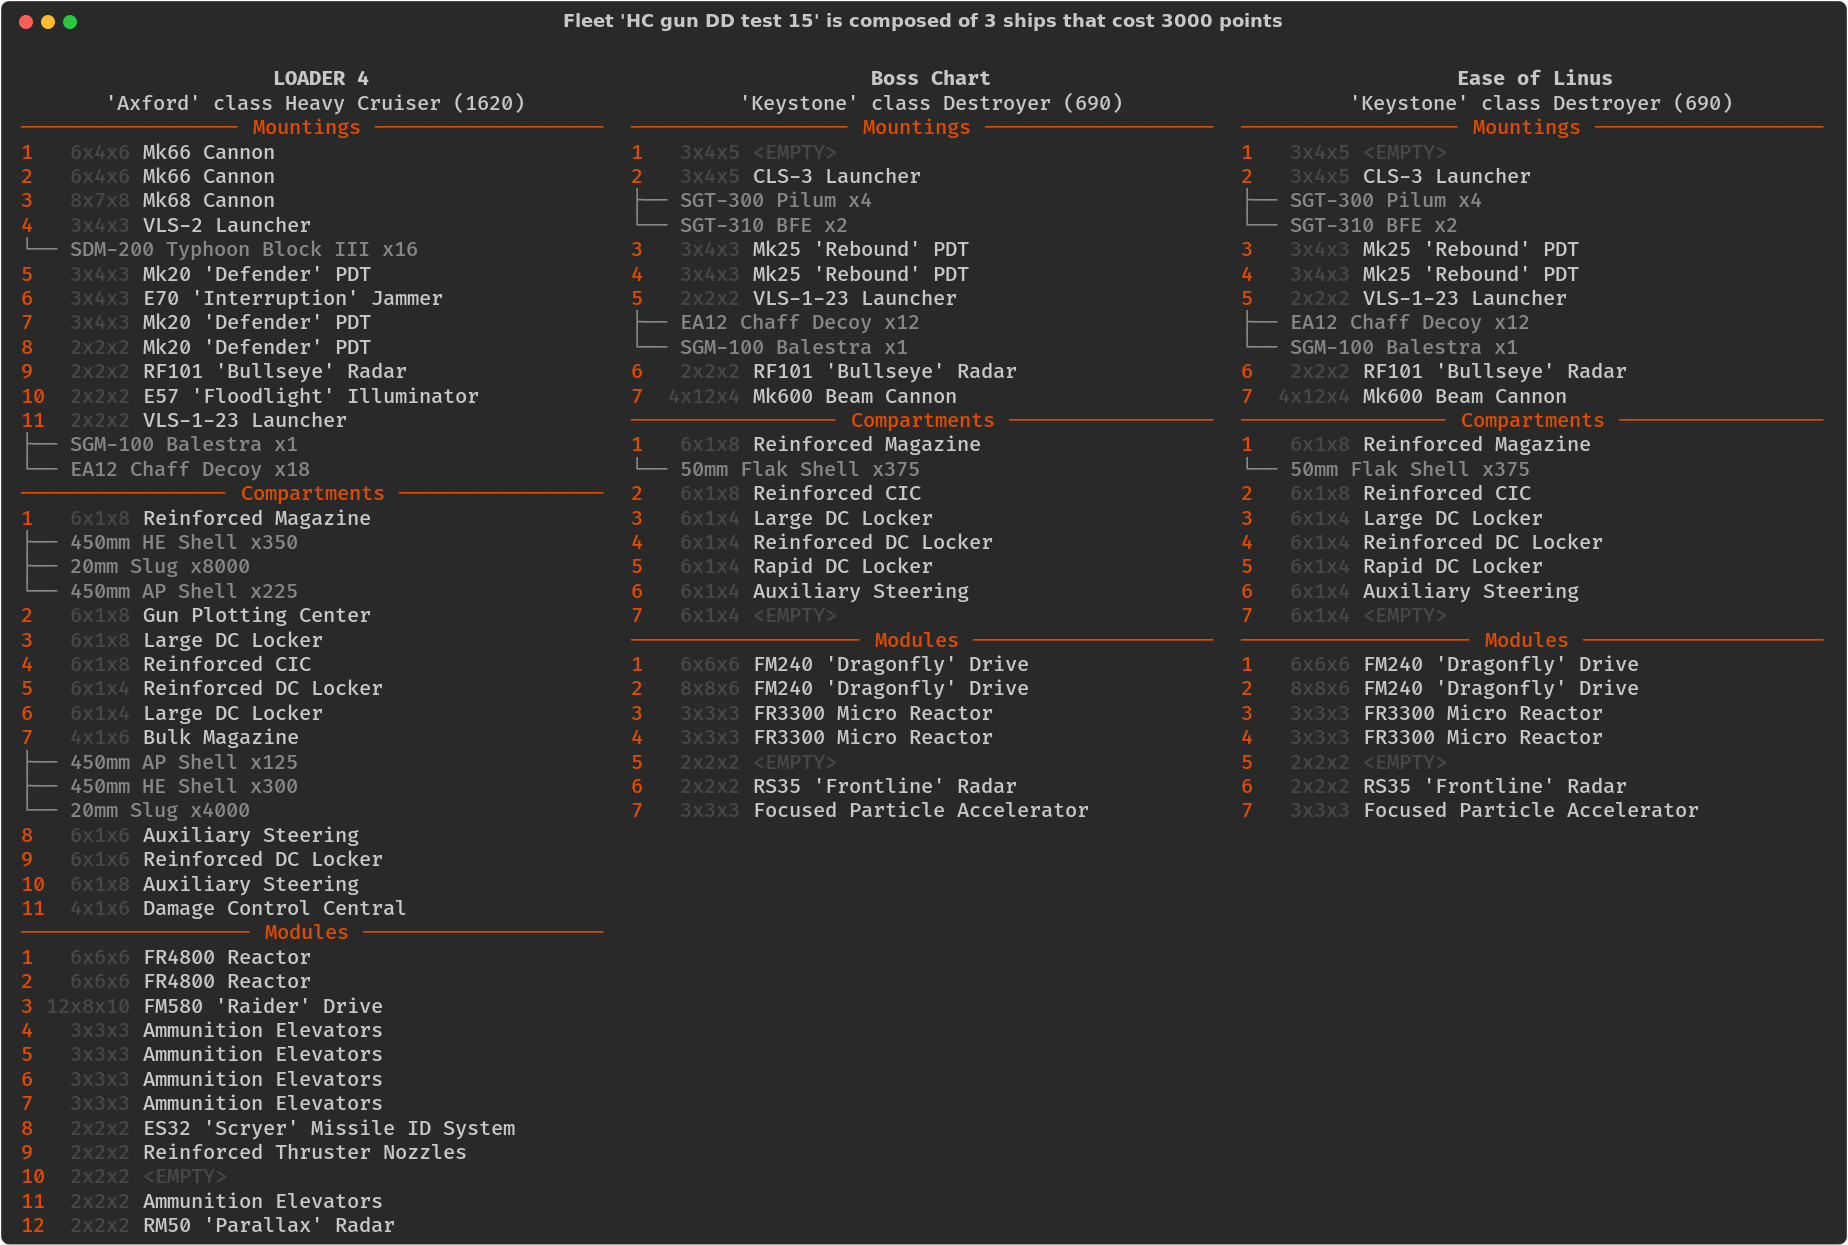 Fleet 'HC gun DD test 15' is composed of 3 ships that cost 3000 points
LOADER 4
'Axford' class Heavy Cruiser (1620)
Mountings
1 6x4x6 Mk66 Cannon
2 6x4x6 Mk66 Cannon
3 8x7x8 Mk68 Cannon
4 3x4x3 VLS-2 Launcher
SDM-200 Typhoon Block III x16
5 3x4x3 Mk20 'Defender' PDT
6 3x4x3 E70 'Interruption' Jammer
7 3x4x3 Mk20 'Defender' PDT
8 2x2x2 Mk20 'Defender' PDT
9 2x2x2 RF101 'Bullseye' Radar
10 2x2x2 E57 'Floodlight' Illuminator
11 2x2x2 VLS-1-23 Launcher
SGM-100 Balestra x1
EA12 Chaff Decoy x18
Compartments
1 6x1x8 Reinforced Magazine
450mm HE Shell x350
20mm Slug x8000
450mm AP Shell x225
2 6x1x8 Gun Plotting Center
3 6x1x8 Large DC Locker
4 6x1x8 Reinforced CIC
5 6x1x4 Reinforced DC Locker
6 6x1x4 Large DC Locker
7 4x1x6 Bulk Magazine
450mm AP Shell x125
450mm HE Shell x300
20mm Slug x4000
8 6x1x6 Auxiliary Steering
9 6x1x6 Reinforced DC Locker
10 6x1x8 Auxiliary Steering
11 4x1x6 Damage Control Central
Modules
1 6x6x6 FR4800 Reactor
2 6x6x6 FR4800 Reactor
3 12x8x10 FM580 'Raider' Drive
4 3x3x3 Ammunition Elevators
5 3x3x3 Ammunition Elevators
6 3x3x3 Ammunition Elevators
7 3x3x3 Ammunition Elevators
8 2x2x2 ES32 'Scryer' Missile ID System
9 2x2x2 Reinforced Thruster Nozzles
10 2x2x2 <EMPTY>
11 2x2x2 Ammunition Elevators
12 2x2x2 RM50 'Parallax' Radar
Boss Chart
'Keystone' class Destroyer (690)
Mountings
1 3x4x5 <EMPTY>
2 3x4x5 CLS-3 Launcher
SGT-300 Pilum x4
SGT-310 BFE x2
3 3x4x3 Mk25 'Rebound' PDT
4 3x4x3 Mk25 'Rebound' PDT
5 2x2x2 VLS-1-23 Launcher
EA12 Chaff Decoy x12
SGM-100 Balestra x1
6 2x2x2 RF101 'Bullseye' Radar
7 4x12x4 Mk600 Beam Cannon
Compartments
1 6x1x8 Reinforced Magazine
50mm Flak Shell x375
2 6x1x8 Reinforced CIC
3 6x1x4 Large DC Locker
4 6x1x4 Reinforced DC Locker
5 6x1x4 Rapid DC Locker
6 6x1x4 Auxiliary Steering
7 6x1x4 <EMPTY>
Modules
1 6x6x6 FM240 'Dragonfly' Drive
2 8x8x6 FM240 'Dragonfly' Drive
3 3x3x3 FR3300 Micro Reactor
4 3x3x3 FR3300 Micro Reactor
5 2x2x2 <EMPTY>
6 2x2x2 RS35 'Frontline' Radar
7 3x3x3 Focused Particle Accelerator
Ease of Linus
'Keystone' class Destroyer (690)
Mountings
1 3x4x5 <EMPTY>
2 3x4x5 CLS-3 Launcher
SGT-300 Pilum x4
SGT-310 BFE x2
3 3x4x3 Mk25 'Rebound' PDT
4 3x4x3 Mk25 'Rebound' PDT
5 2x2x2 VLS-1-23 Launcher
EA12 Chaff Decoy x12
SGM-100 Balestra x1
6 2x2x2 RF101 'Bullseye' Radar
7 4x12x4 Mk600 Beam Cannon
Compartments
1 6x1x8 Reinforced Magazine
50mm Flak Shell x375
2 6x1x8 Reinforced CIC
3 6x1x4 Large DC Locker
4 6x1x4 Reinforced DC Locker
5 6x1x4 Rapid DC Locker
6 6x1x4 Auxiliary Steering
7 6x1x4 <EMPTY>
Modules
1 6x6x6 FM240 'Dragonfly' Drive
2 8x8x6 FM240 'Dragonfly' Drive
3 3x3x3 FR3300 Micro Reactor
4 3x3x3 FR3300 Micro Reactor
5 2x2x2 <EMPTY>
6 2x2x2 RS35 'Frontline' Radar
7 3x3x3 Focused Particle Accelerator